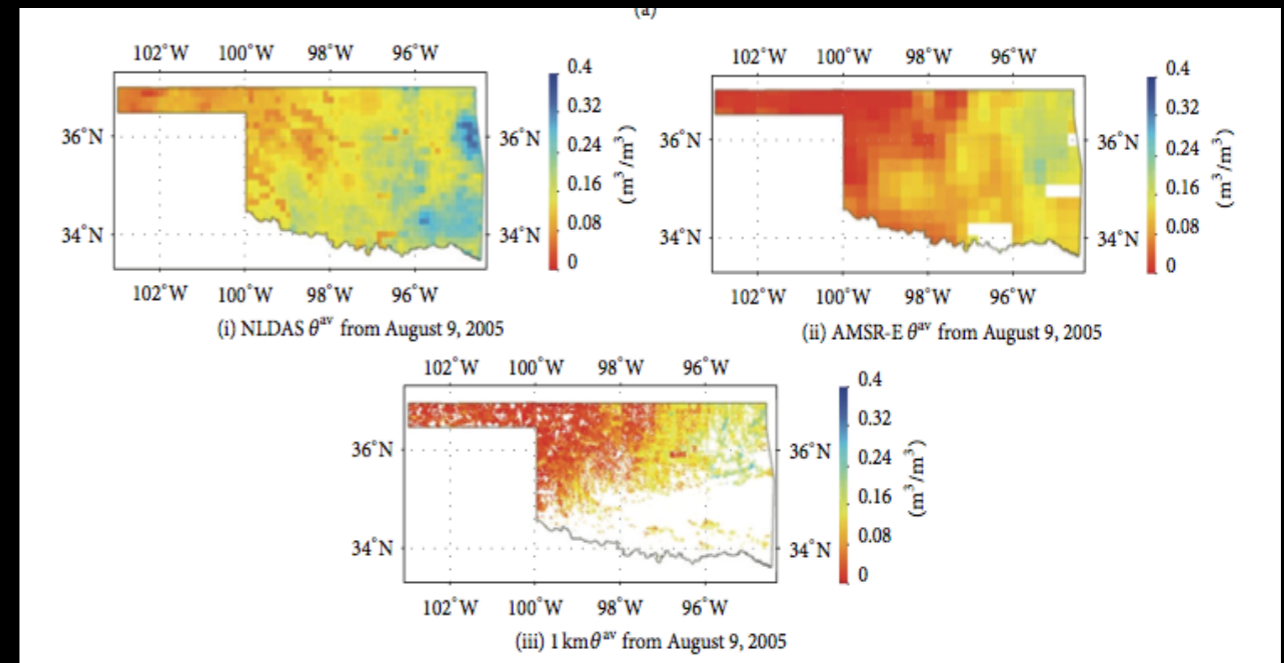 (a)
102°W 100°W 98°W 96°W
36°N 36°N
34°N 34°N
102°W 100°W 98°W 96°W
0.4
0.32
0.24
0.16
0.08
0
(m³/m³)
(i) NLDAS θᵃᵛ from August 9, 2005
102°W 100°W 98°W 96°W
36°N 36°N
34°N 34°N
102°W 100°W 98°W 96°W
0.4
0.32
0.24
0.16
0.08
0
(m³/m³)
(ii) AMSR-E θᵃᵛ from August 9, 2005
102°W 100°W 98°W 96°W
36°N 36°N
34°N 34°N
102°W 100°W 98°W 96°W
0.4
0.32
0.24
0.16
0.08
0
(m³/m³)
(iii) 1 km θᵃᵛ from August 9, 2005